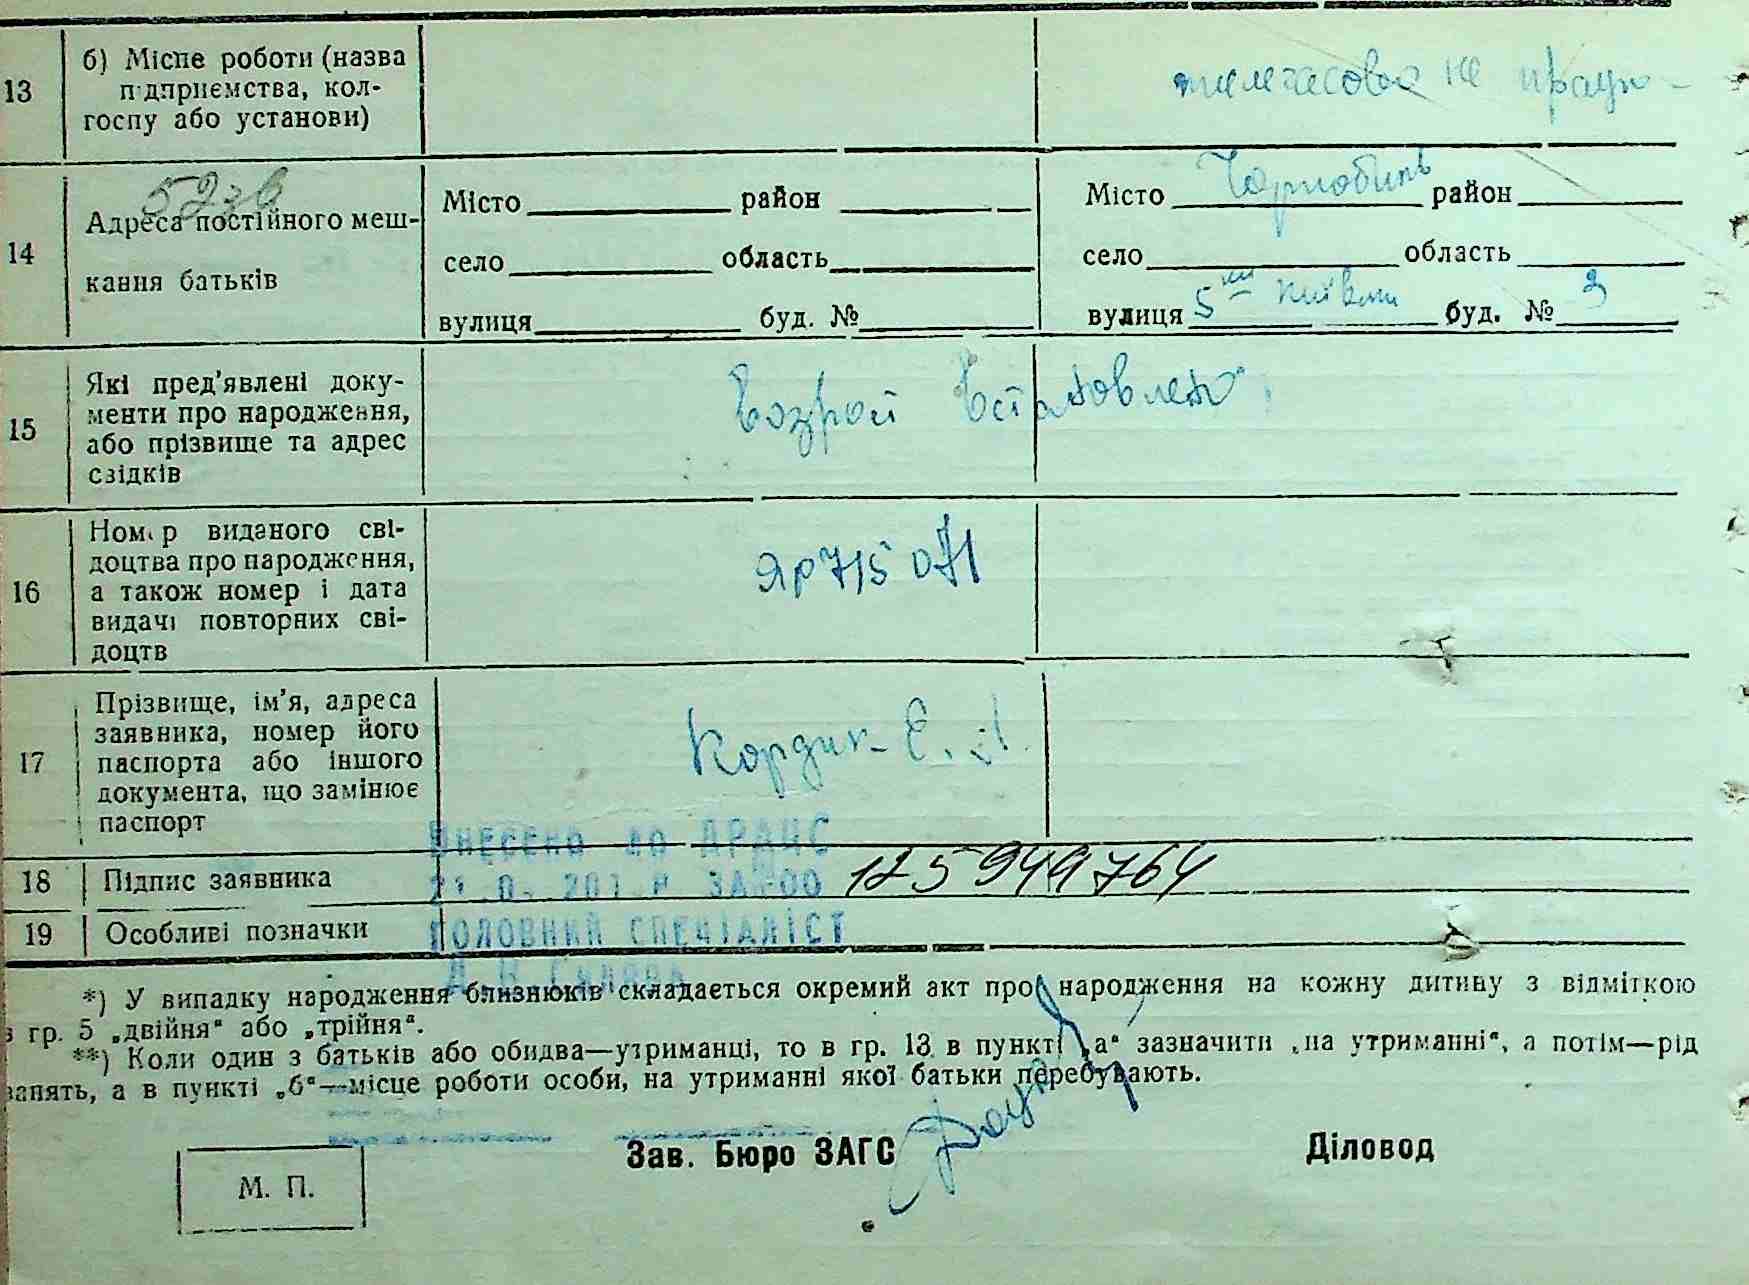 13
б) Місце роботи (назва
підприємства, кол-
госпу або установи)
тимчасово не працю-
14
52зв
Адреса постійного меш-
кання батьків
Місто район
село область
вулиця буд. №
Місто Чорнобиль район
село область
вулиця 5 буд. № 3
15
Які пред'явлені доку-
менти про народження,
або прізвище та адрес
свідків
Возраст Встановлено
16
Номер виданого сві-
доцтва про народження,
а також номер і дата
видачі повторних сві-
доцтв
ЯР 715071
17
Прізвище, ім'я, адреса
заявника, номер його
паспорта або іншого
документа, що замінює
паспорт
Кордик Е.
ВНЕСЕНО до ДРАЦС
18
Підпис заявника
125949764
19
Особливі позначки
ГОЛОВНИЙ СПЕЦІАЛІСТ
*) У випадку народження близнюків складається окремий акт про народження на кожну дитину з відміткою
в гр. 5 „двійня“ або „трійня“.
**) Коли один з батьків або обидва—утриманці, то в гр. 13 в пункті „а“ зазначити „на утриманні“, а потім—рід
занять, а в пункті „б“—місце роботи особи, на утриманні якої батьки перебувають.
М. П.
Зав. Бюро ЗАГС
Діловод